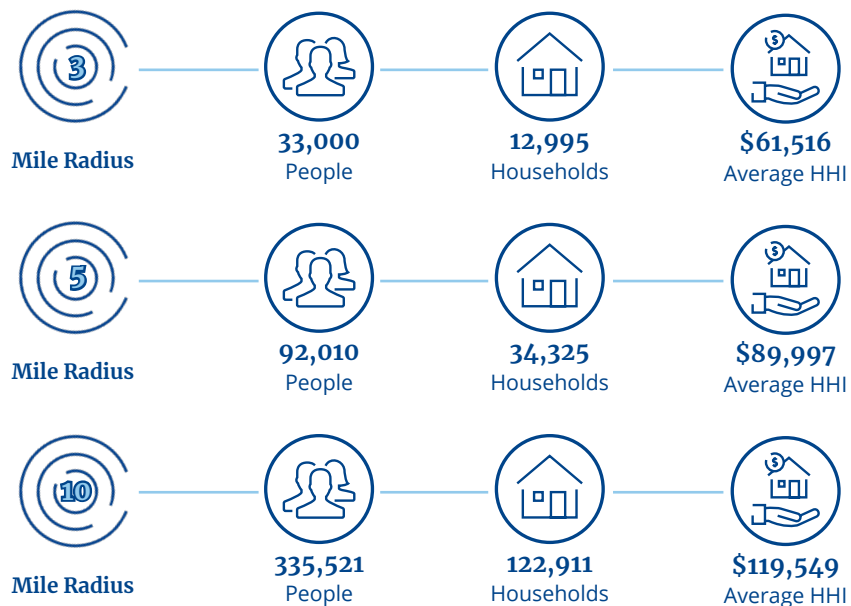 3
Mile Radius
33,000
People
12,995
Households
$
$61,516
Average HHI
5
Mile Radius
92,010
People
34,325
Households
$
$89,997
Average HHI
10
Mile Radius
335,521
People
122,911
Households
$
$119,549
Average HHI